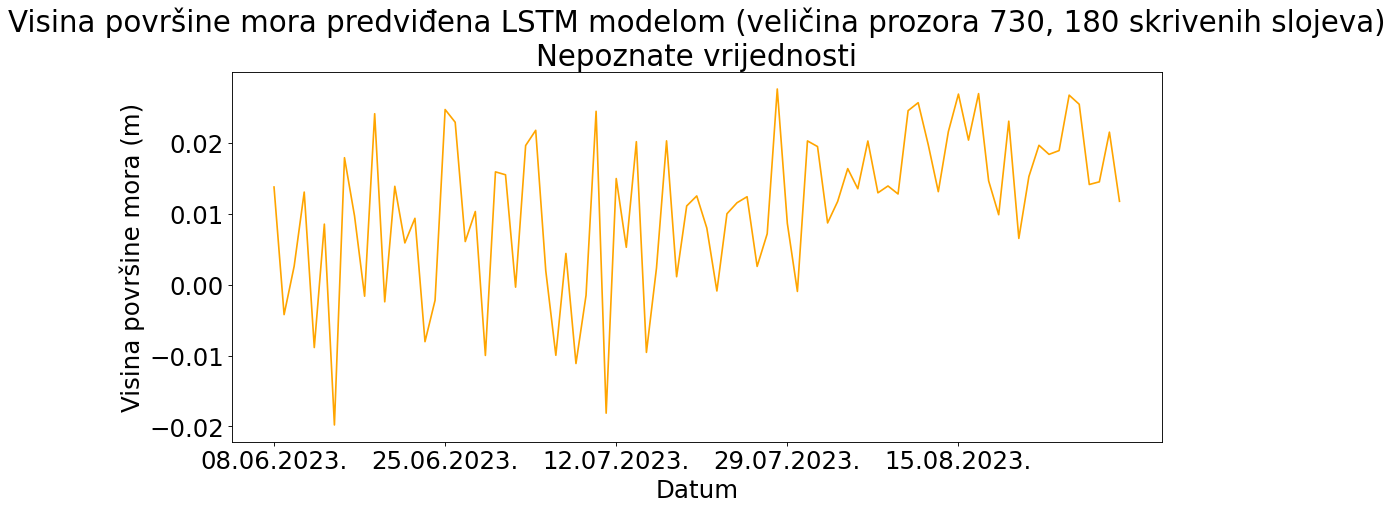 Visina površine mora predviđena LSTM modelom (veličina prozora 730, 180 skrivenih slojeva)
Nepoznate vrijednosti
Visina površine mora (m)
0.02
0.01
0.00
−0.01
−0.02
08.06.2023. 25.06.2023. 12.07.2023. 29.07.2023. 15.08.2023.
Datum